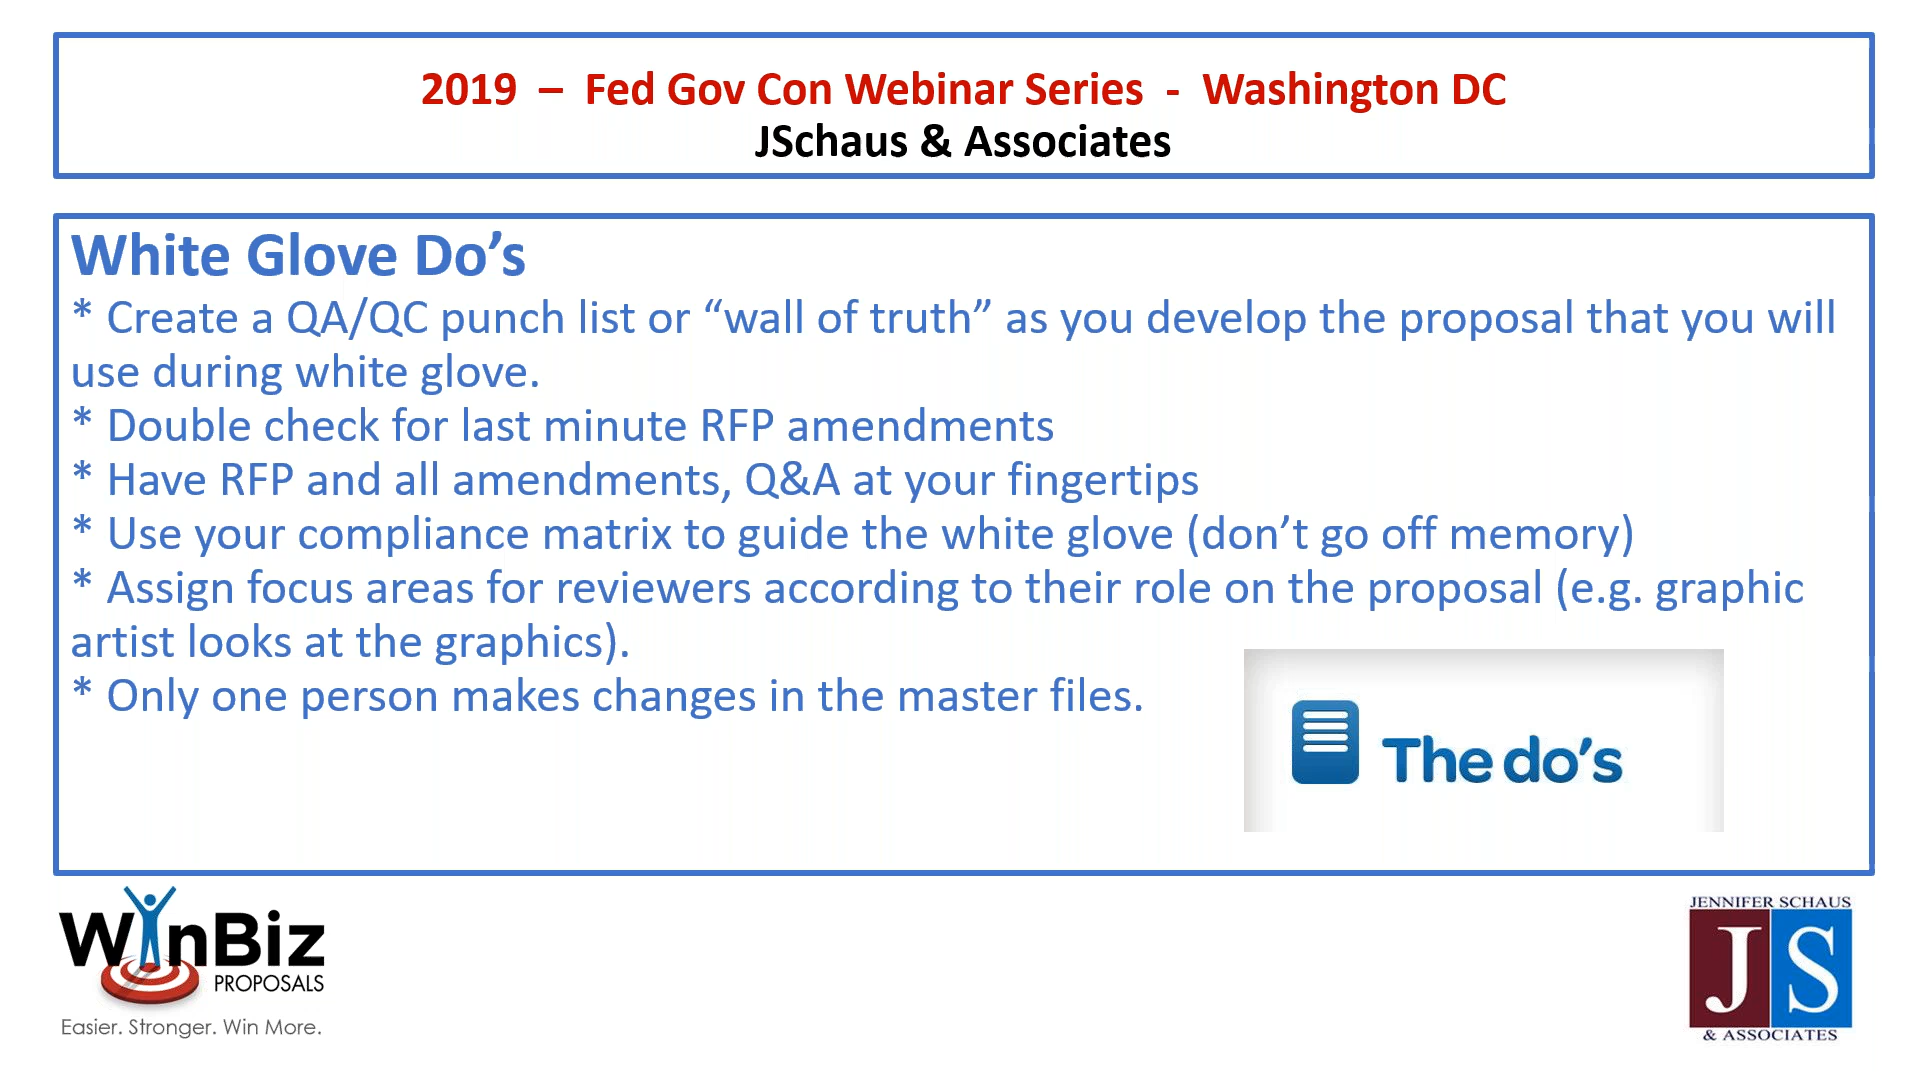 2019 – Fed Gov Con Webinar Series - Washington DC
JSchaus & Associates
White Glove Do’s
* Create a QA/QC punch list or “wall of truth” as you develop the proposal that you will
use during white glove.
* Double check for last minute RFP amendments
* Have RFP and all amendments, Q&A at your fingertips
* Use your compliance matrix to guide the white glove (don’t go off memory)
* Assign focus areas for reviewers according to their role on the proposal (e.g. graphic
artist looks at the graphics).
* Only one person makes changes in the master files.
The do’s
WinBiz
PROPOSALS
Easier. Stronger. Win More.
JENNIFER SCHAUS
JS
& ASSOCIATES